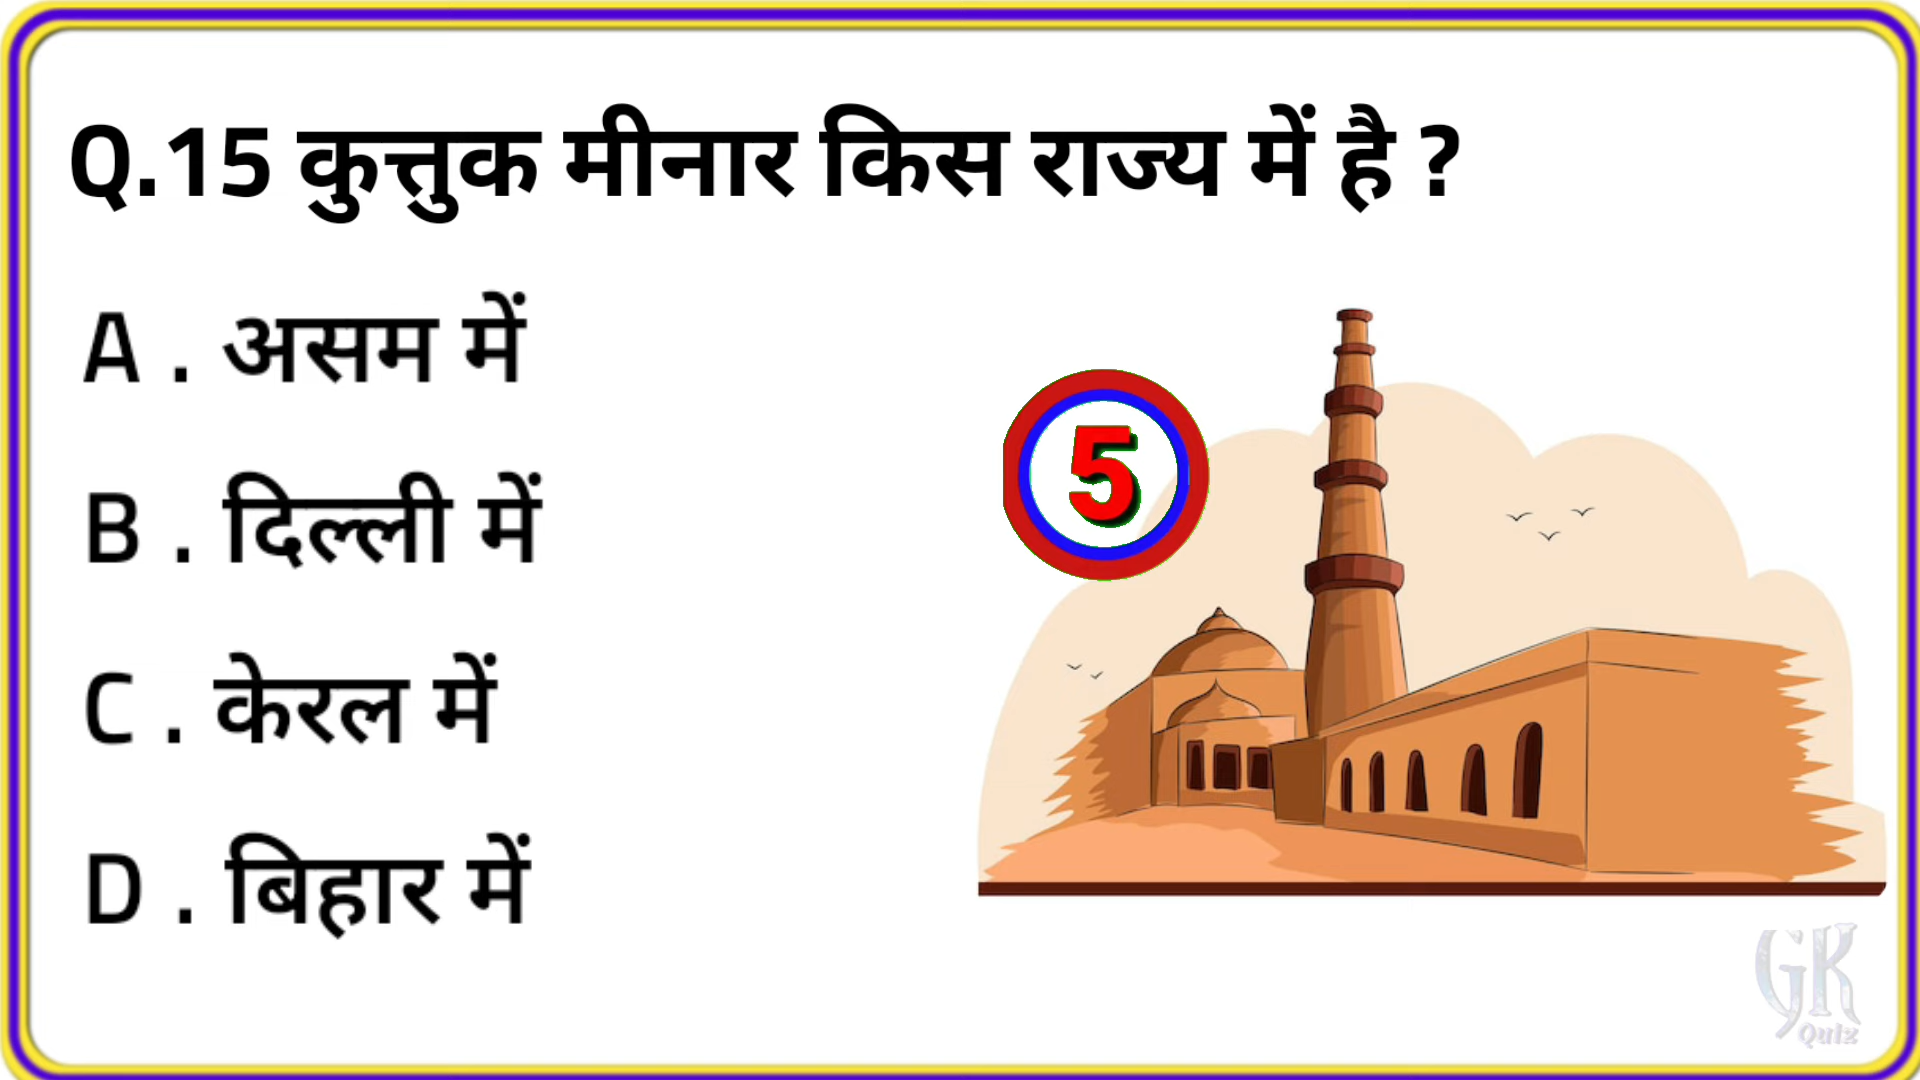 Q.15 कुत्तुक मीनार किस राज्य में है ?
A . असम में
B . दिल्ली में
C . केरल में
D . बिहार में
5
GK
Quiz